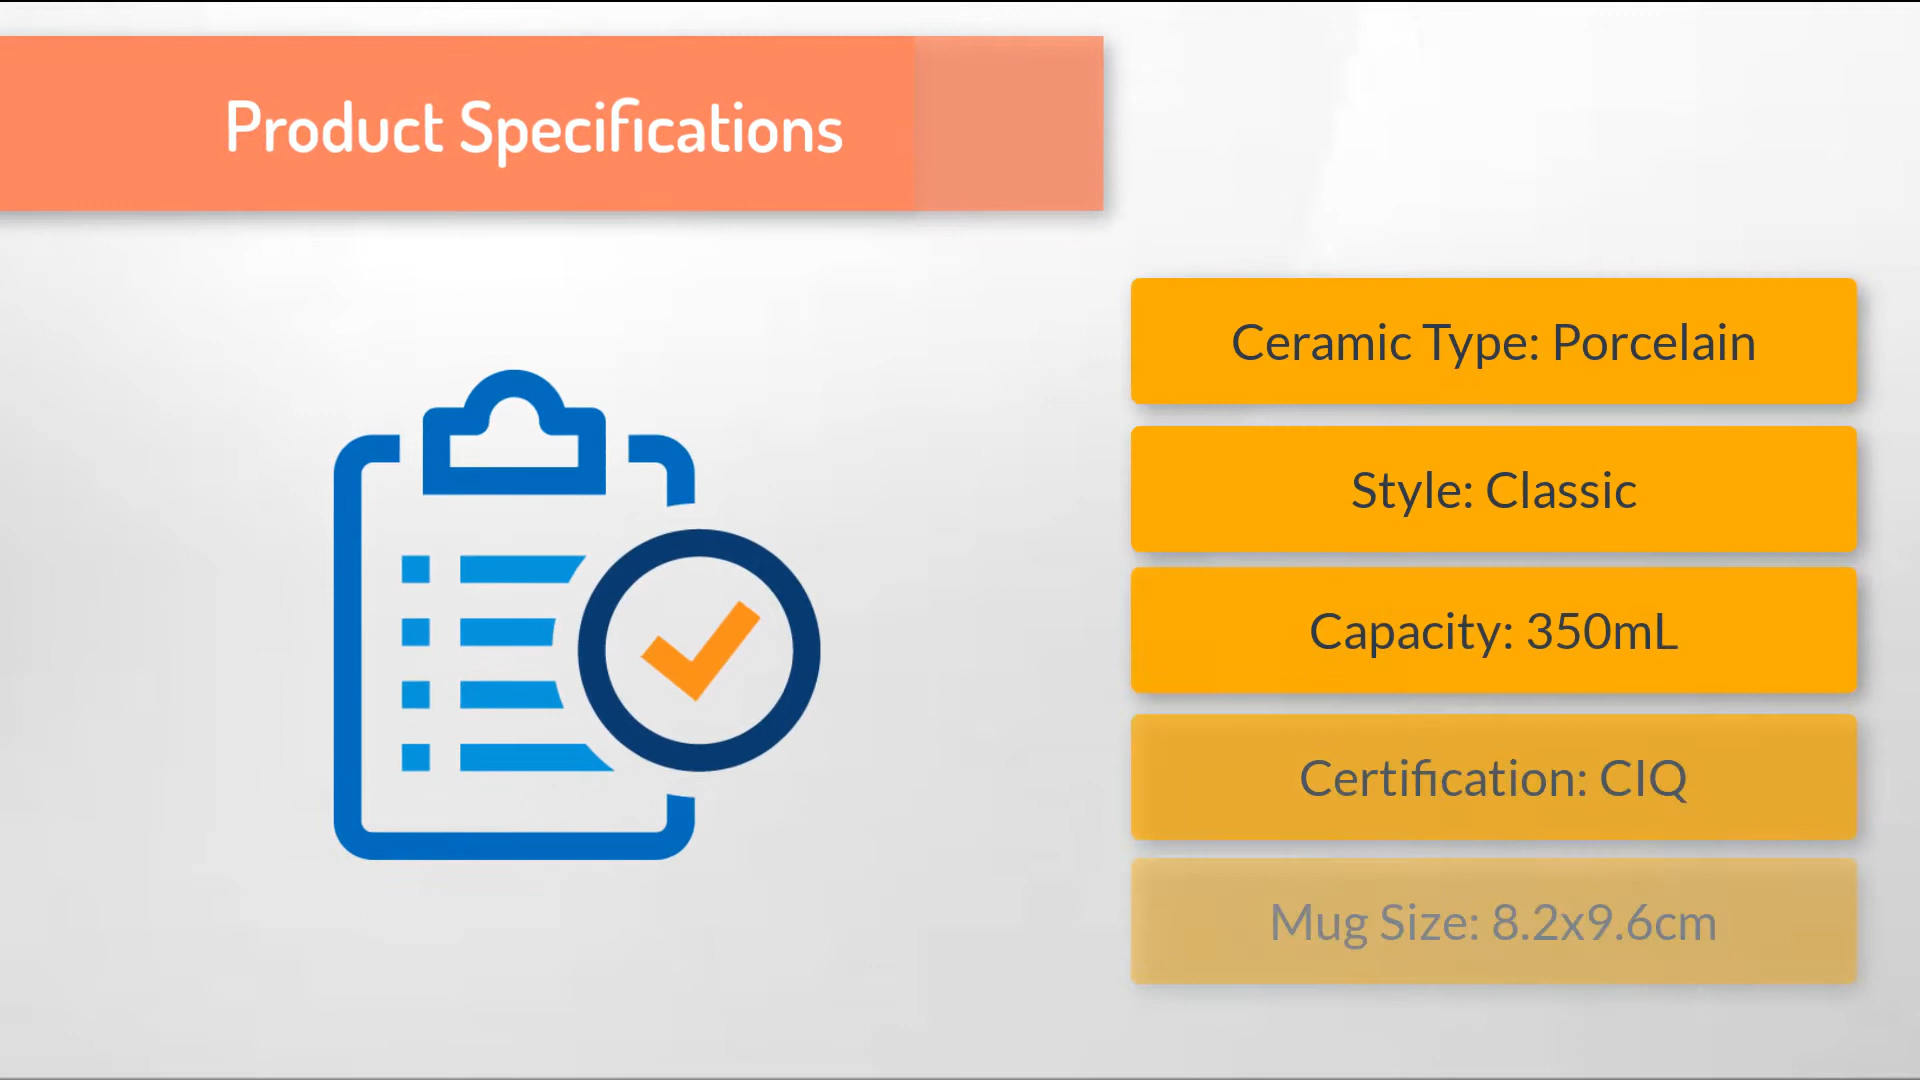 Product Specifications
Ceramic Type: Porcelain
Style: Classic
Capacity: 350mL
Certification: CIQ
Mug Size: 8.2x9.6cm